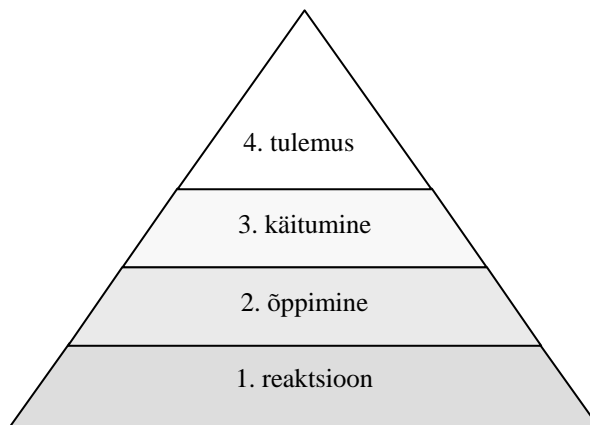 4. tulemus
3. käitumine
2. õppimine
1. reaktsioon